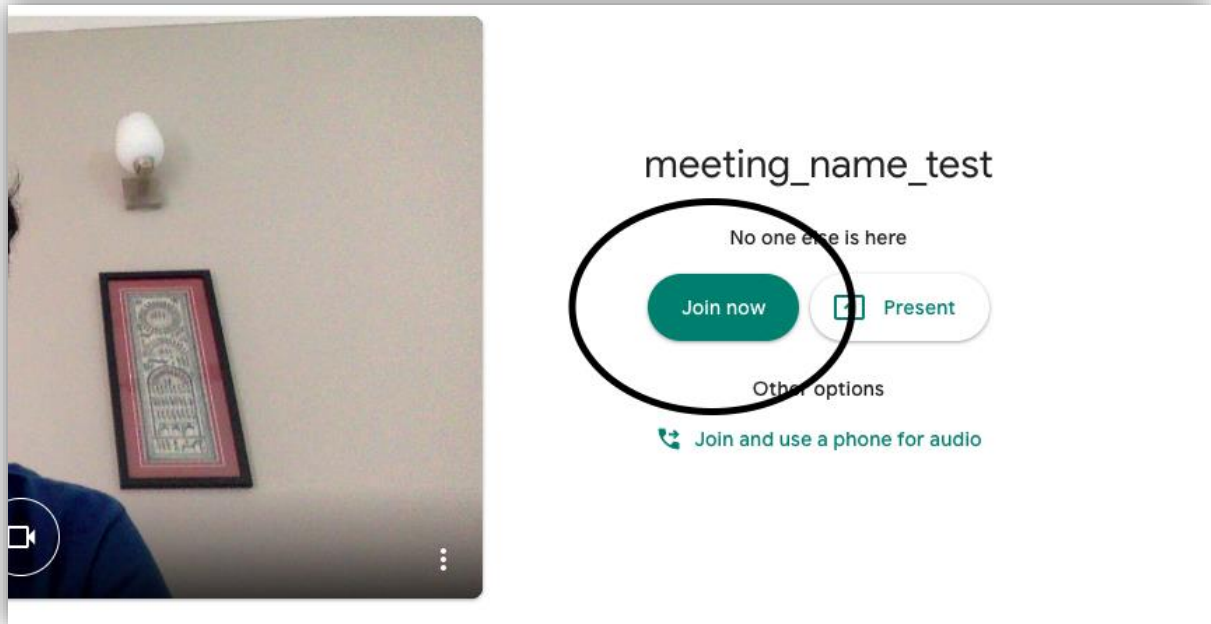 meeting_name_test
No one else is here
Join now
Present
Other options
Join and use a phone for audio